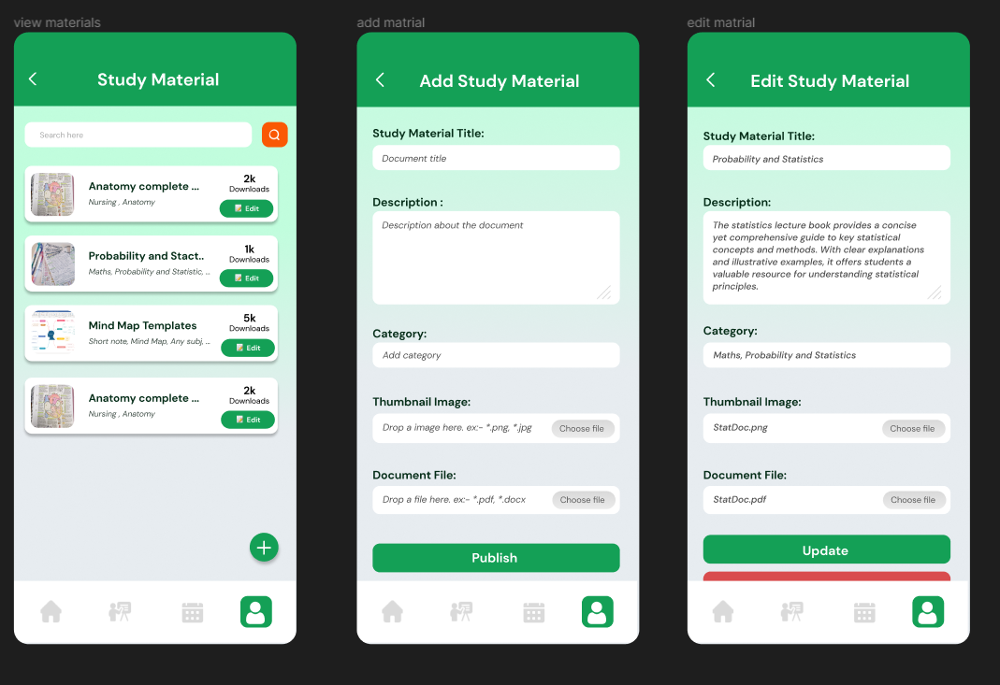 view materials
Study Material
Search here
Anatomy complete ...
Nursing , Anatomy
2k
Downloads
Edit
Probability and Stact..
Maths, Probability and Statistic, ...
1k
Downloads
Edit
Mind Map Templates
Short note, Mind Map, Any subj, ...
5k
Downloads
Edit
Anatomy complete ...
Nursing , Anatomy
2k
Downloads
Edit
add matrial
Add Study Material
Study Material Title:
Document title
Description :
Description about the document
Category:
Add category
Thumbnail Image:
Drop a image here. ex:- *.png, *.jpg
Choose file
Document File:
Drop a file here. ex:- *.pdf, *.docx
Choose file
Publish
edit matrial
Edit Study Material
Study Material Title:
Probability and Statistics
Description:
The statistics lecture book provides a concise
yet comprehensive guide to key statistical
concepts and methods. With clear explanations
and illustrative examples, it offers students a
valuable resource for understanding statistical
principles.
Category:
Maths, Probability and Statistics
Thumbnail Image:
StatDoc.png
Choose file
Document File:
StatDoc.pdf
Choose file
Update